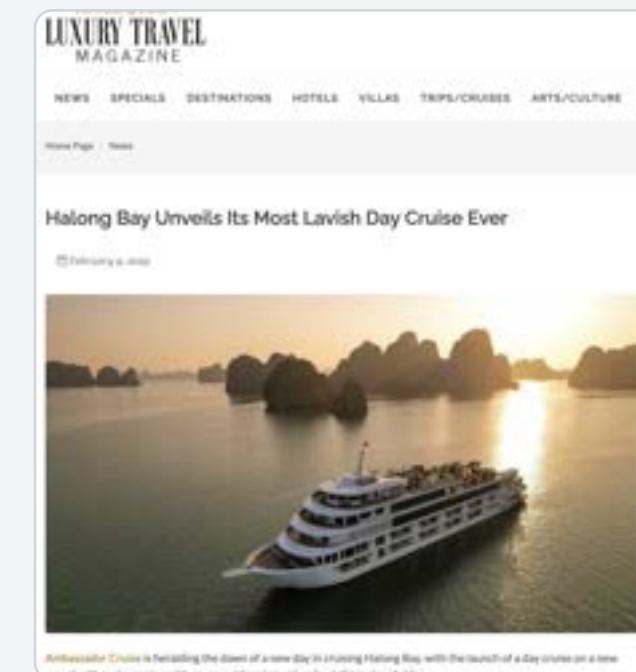 LUXURY TRAVEL
MAGAZINE
NEWS SPECIALS DESTINATIONS HOTELS VILLAS TRIPS/CRUISES ARTS/CULTURE
Home Page News
Halong Bay Unveils Its Most Lavish Day Cruise Ever
February 9,
Ambassador Cruise is heralding the dawn of a new day in cruising Halong Bay, with the launch of a day cruise on a new